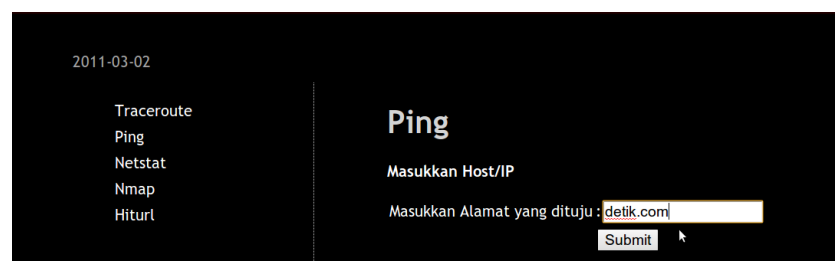 2011-03-02
Traceroute
Ping
Netstat
Nmap
Hiturl
Ping
Masukkan Host/IP
Masukkan Alamat yang dituju : detik.com
Submit